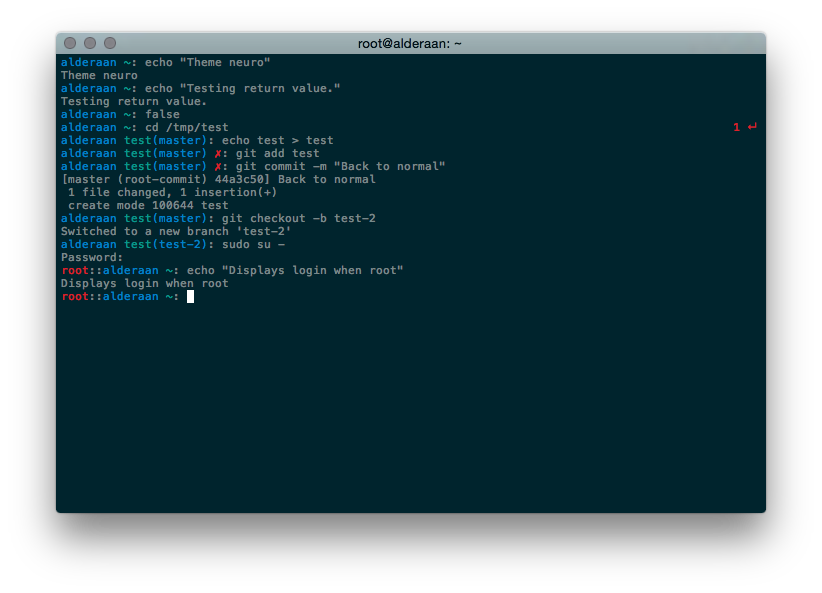 root@alderaan: ~
alderaan ~: echo "Theme neuro"
Theme neuro
alderaan ~: echo "Testing return value."
Testing return value.
alderaan ~: false
alderaan ~: cd /tmp/test 1 ↵
alderaan test(master): echo test > test
alderaan test(master) ✗: git add test
alderaan test(master) ✗: git commit -m "Back to normal"
[master (root-commit) 44a3c50] Back to normal
 1 file changed, 1 insertion(+)
 create mode 100644 test
alderaan test(master): git checkout -b test-2
Switched to a new branch 'test-2'
alderaan test(test-2): sudo su -
Password:
root::alderaan ~: echo "Displays login when root"
Displays login when root
root::alderaan ~: